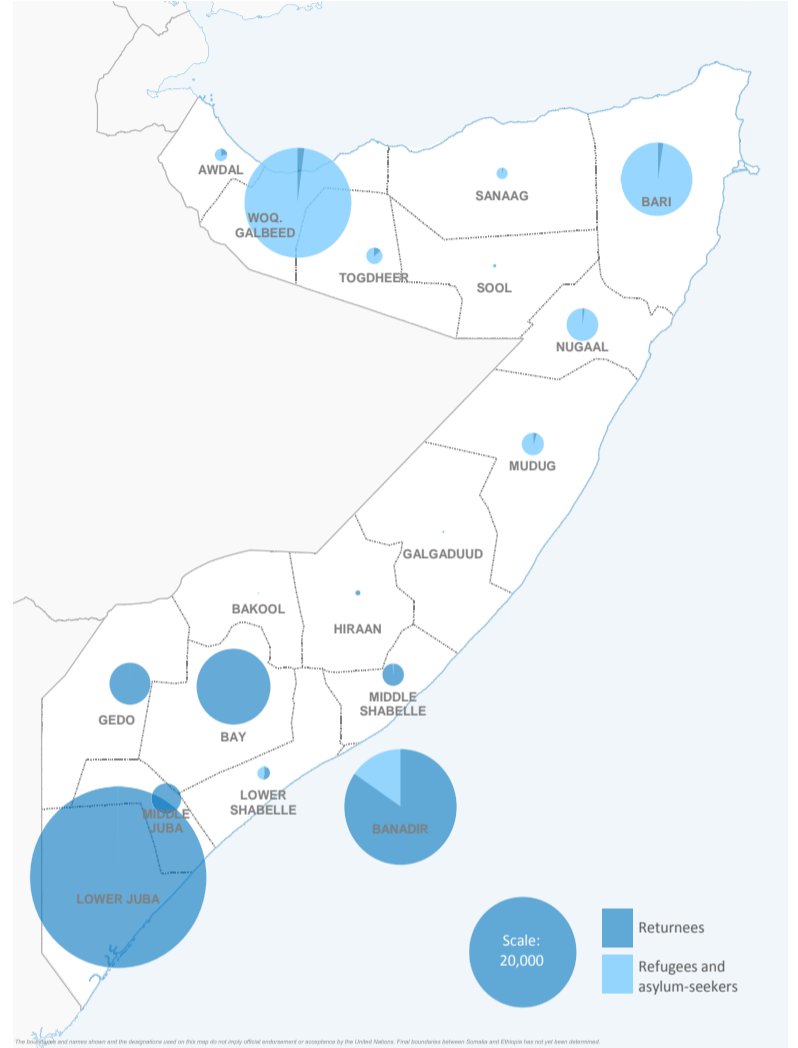 AWDAL
WOQ.
GALBEED
SANAAG
BARI
TOGDHEER
SOOL
NUGAAL
MUDUG
GALGADUUD
BAKOOL
HIRAAN
GEDO
BAY
MIDDLE
SHABELLE
LOWER
SHABELLE
MIDDLE
JUBA
BANADIR
LOWER JUBA
Scale:
20,000
Returnees
Refugees and
asylum-seekers
The boundaries and names shown and the designations used on this map do not imply official endorsement or acceptance by the United Nations. Final boundaries between Somalia and Ethiopia has not yet been determined.